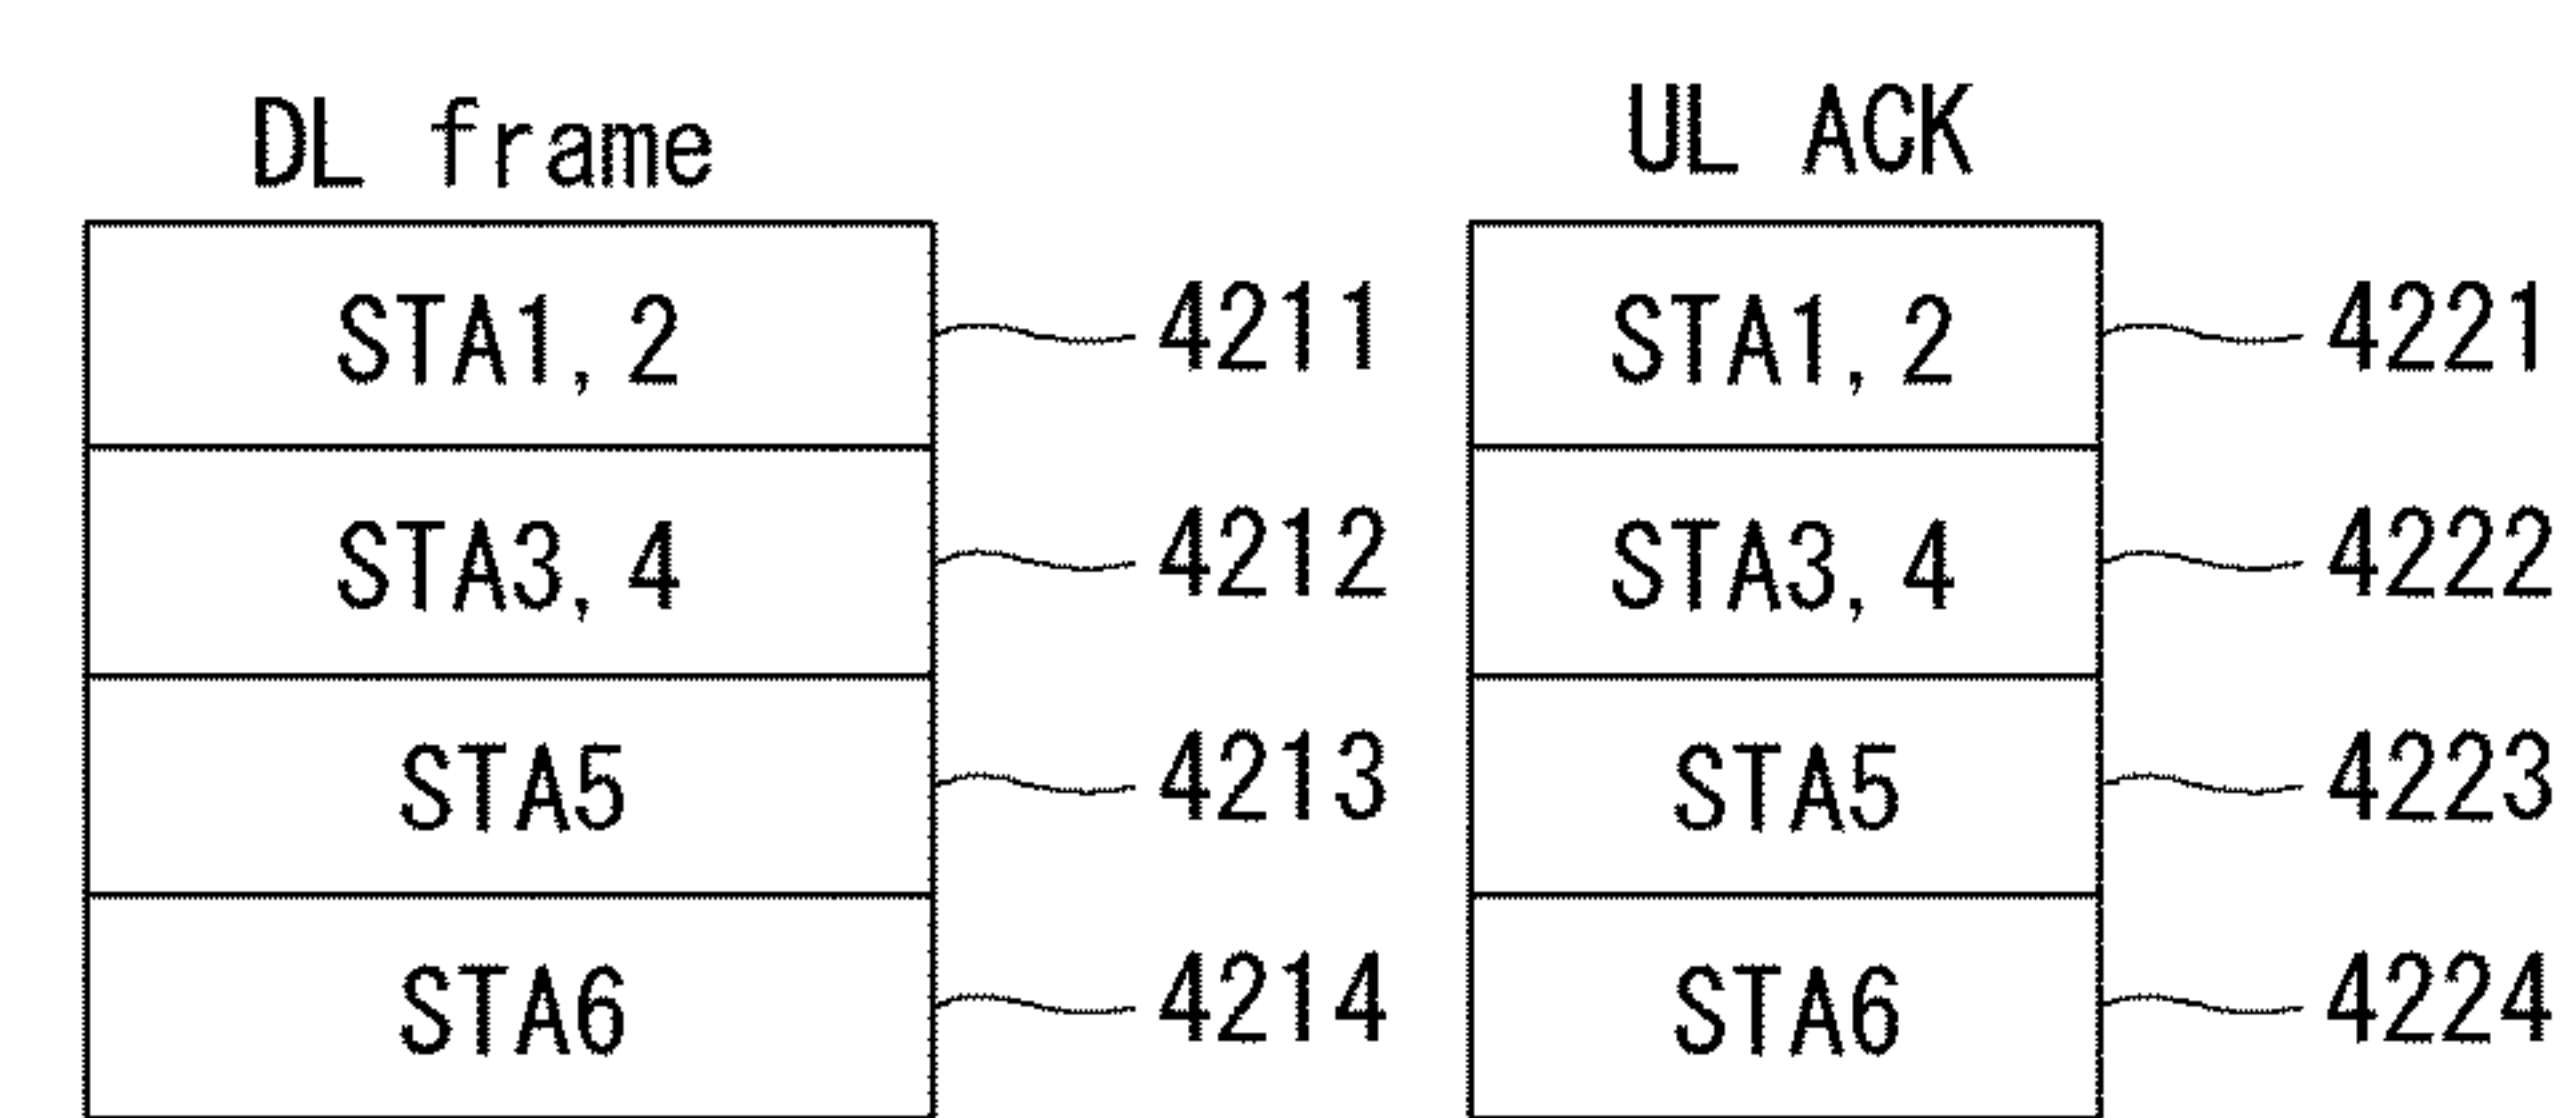 DL frame UL ACK
STA1, 2 4211 STA1, 2 4221
STA3, 4 4212 STA3, 4 4222
STA5 4213 STA5 4223
STA6 4214 STA6 4224